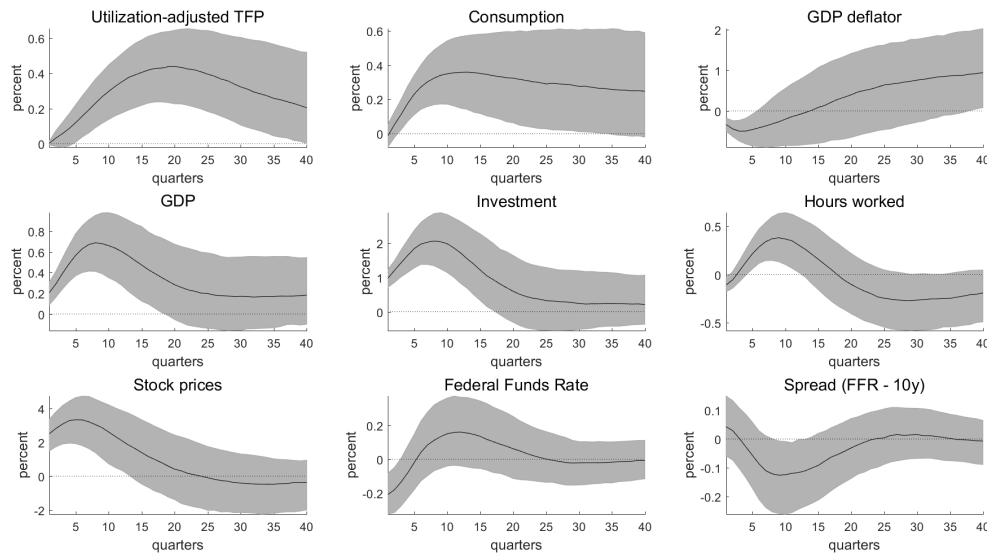 Utilization-adjusted TFP
percent
0.6
0.4
0.2
0
5 10 15 20 25 30 35 40
quarters
Consumption
percent
0.6
0.4
0.2
0
5 10 15 20 25 30 35 40
quarters
GDP deflator
percent
2
1
0
5 10 15 20 25 30 35 40
quarters
GDP
percent
0.8
0.6
0.4
0.2
0
5 10 15 20 25 30 35 40
quarters
Investment
percent
2
1
0
5 10 15 20 25 30 35 40
quarters
Hours worked
percent
0.5
0
-0.5
5 10 15 20 25 30 35 40
quarters
Stock prices
percent
4
2
0
-2
5 10 15 20 25 30 35 40
quarters
Federal Funds Rate
percent
0.2
0
-0.2
5 10 15 20 25 30 35 40
quarters
Spread (FFR - 10y)
percent
0.1
0
-0.1
-0.2
5 10 15 20 25 30 35 40
quarters